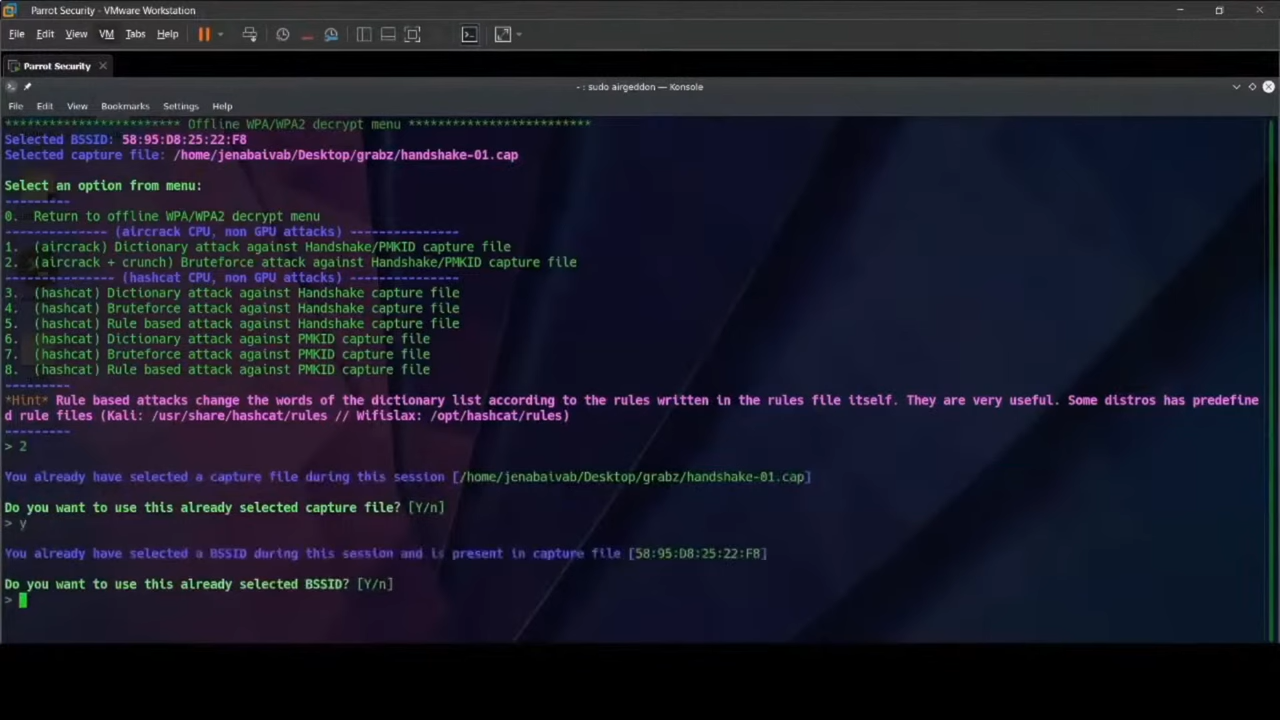 Parrot Security - VMware Workstation
File Edit View VM Tabs Help
Parrot Security
~ : sudo airgeddon — Konsole
File Edit View Bookmarks Settings Help
************************ Offline WPA/WPA2 decrypt menu *************************
Selected BSSID: 58:95:D8:25:22:F8
Selected capture file: /home/jenabaivab/Desktop/grabz/handshake-01.cap
Select an option from menu:
---------
0. Return to offline WPA/WPA2 decrypt menu
--------------- (aircrack CPU, non GPU attacks) ---------------
1. (aircrack) Dictionary attack against Handshake/PMKID capture file
2. (aircrack + crunch) Bruteforce attack against Handshake/PMKID capture file
--------------- (hashcat CPU, non GPU attacks) ---------------
3. (hashcat) Dictionary attack against Handshake capture file
4. (hashcat) Bruteforce attack against Handshake capture file
5. (hashcat) Rule based attack against Handshake capture file
6. (hashcat) Dictionary attack against PMKID capture file
7. (hashcat) Bruteforce attack against PMKID capture file
8. (hashcat) Rule based attack against PMKID capture file
---------
*Hint* Rule based attacks change the words of the dictionary list according to the rules written in the rules file itself. They are very useful. Some distros has predefine
d rule files (Kali: /usr/share/hashcat/rules // Wifislax: /opt/hashcat/rules)
---------
> 2
You already have selected a capture file during this session [/home/jenabaivab/Desktop/grabz/handshake-01.cap]
Do you want to use this already selected capture file? [Y/n]
> y
You already have selected a BSSID during this session and is present in capture file [58:95:D8:25:22:F8]
Do you want to use this already selected BSSID? [Y/n]
>